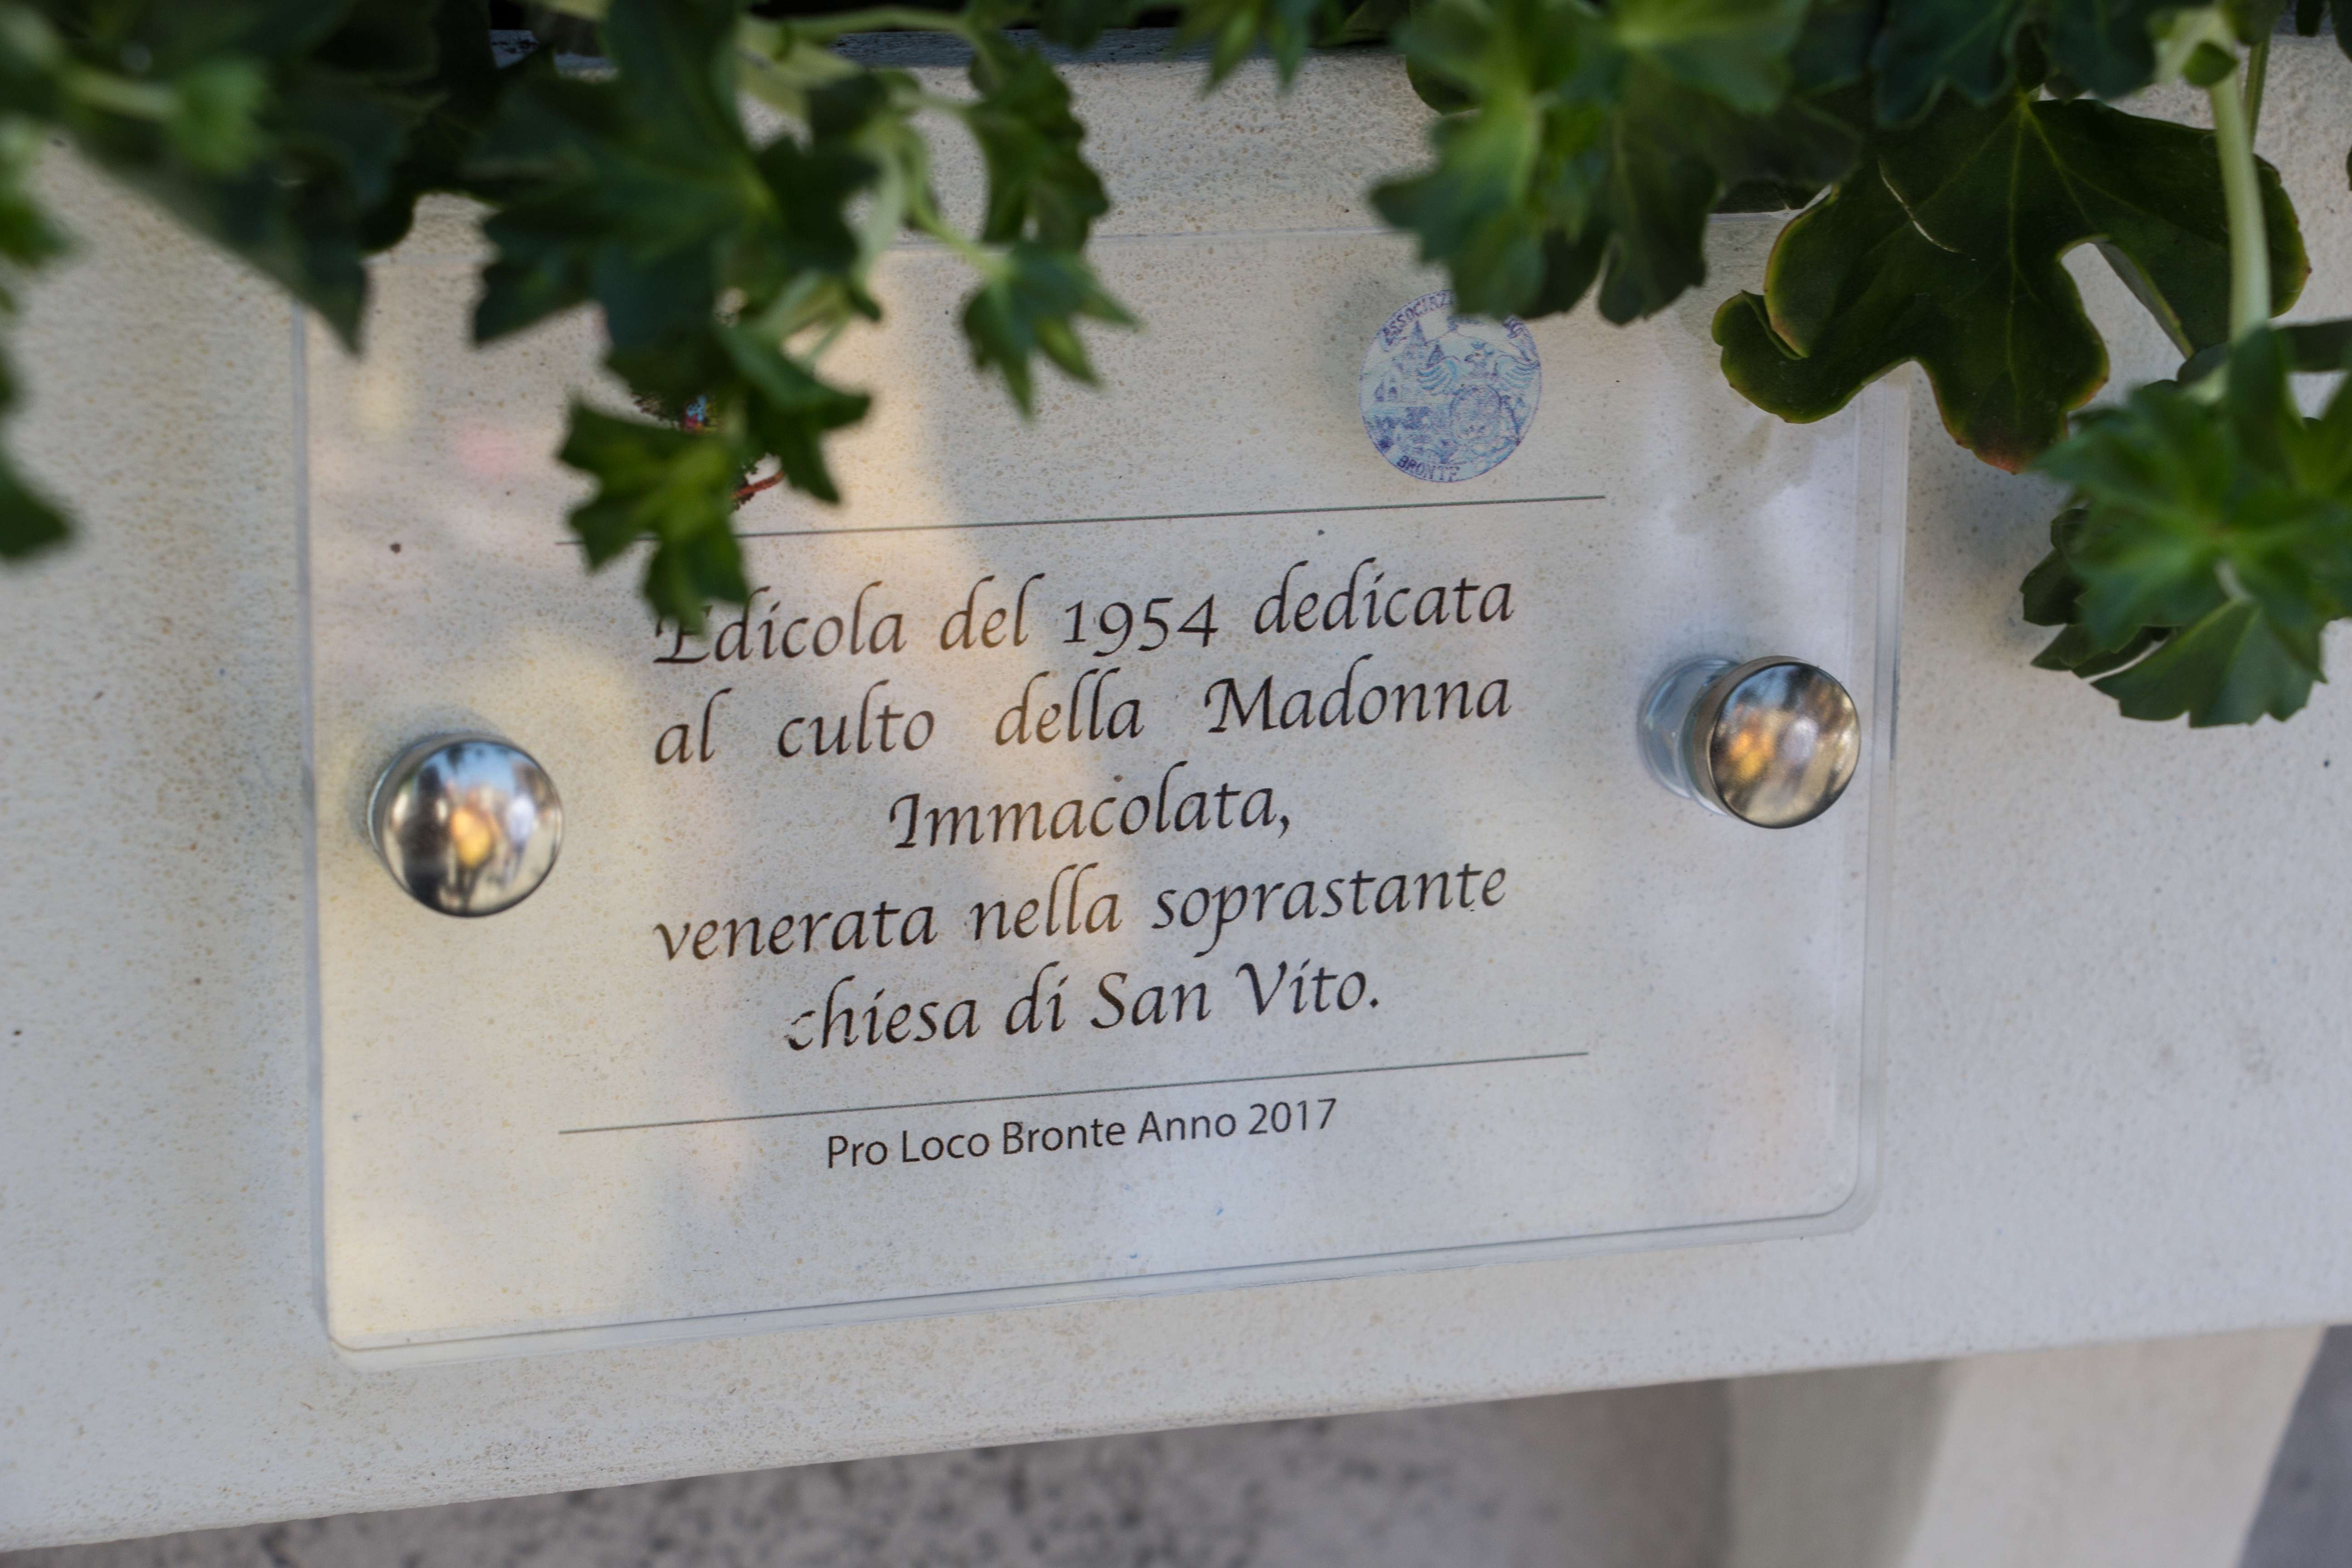 BRONTE
Edicola del 1954 dedicata
al culto della Madonna
Immacolata,
venerata nella soprastante
chiesa di San Vito.
Pro Loco Bronte Anno 2017